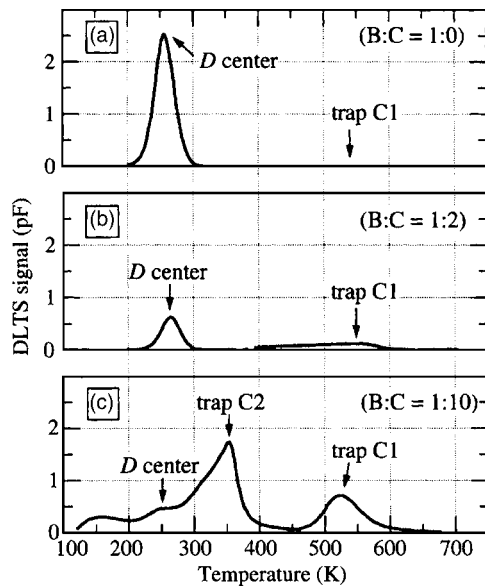 (a)
(B:C = 1:0)
D center
trap C1
2
1
0
(b)
(B:C = 1:2)
D center
trap C1
2
1
0
(c)
trap C2
(B:C = 1:10)
D center
trap C1
2
1
0
DLTS signal (pF)
100 200 300 400 500 600 700
Temperature (K)